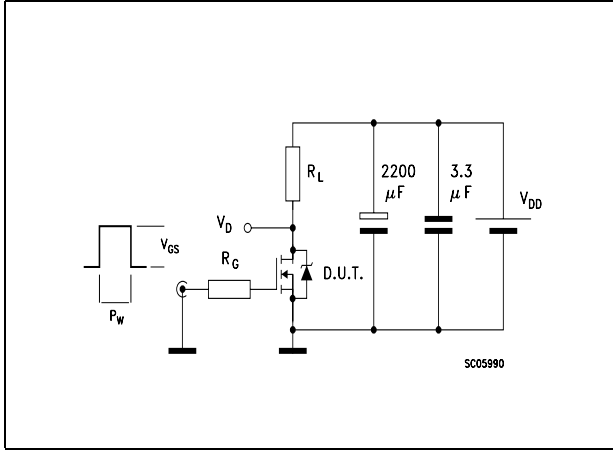 R_L
2200
μF
3.3
μF
V_DD
V_D
V_GS
R_G
D.U.T.
P_W
SC05990